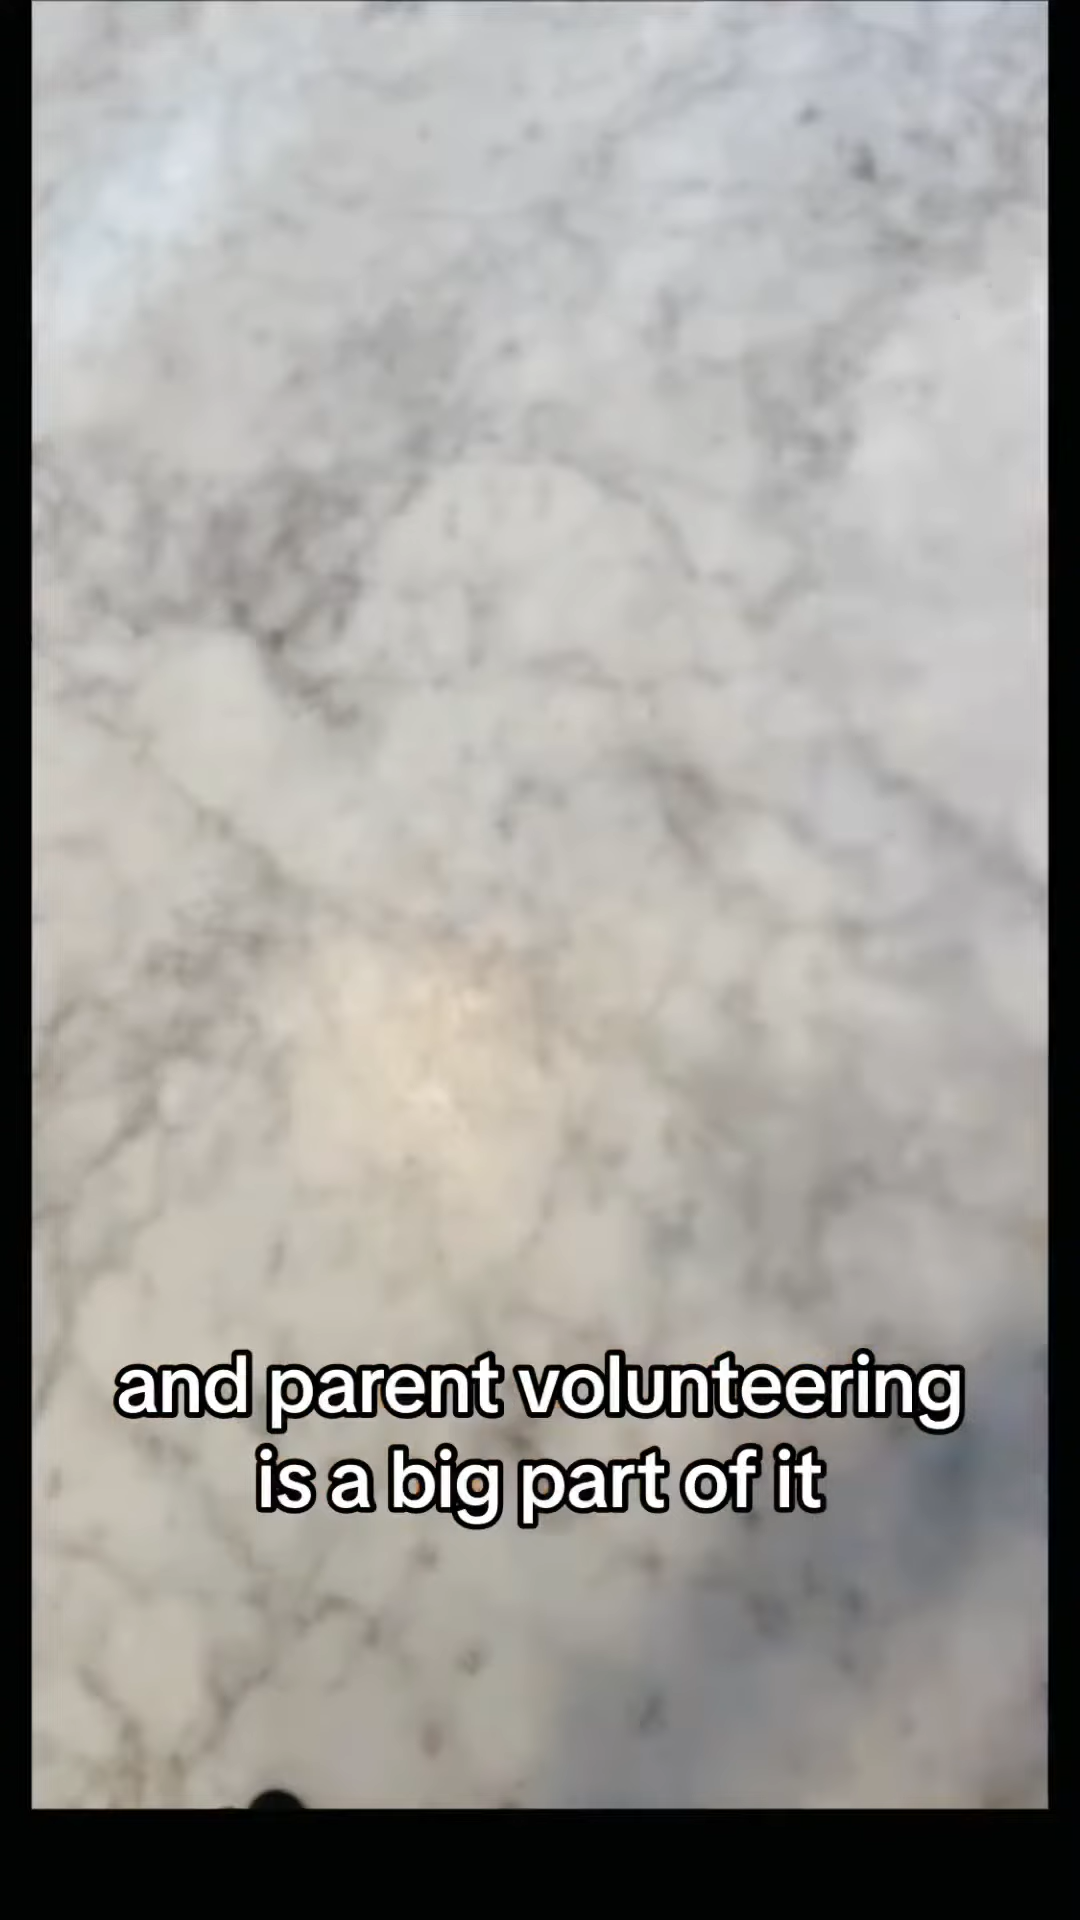 and parent volunteering
is a big part of it